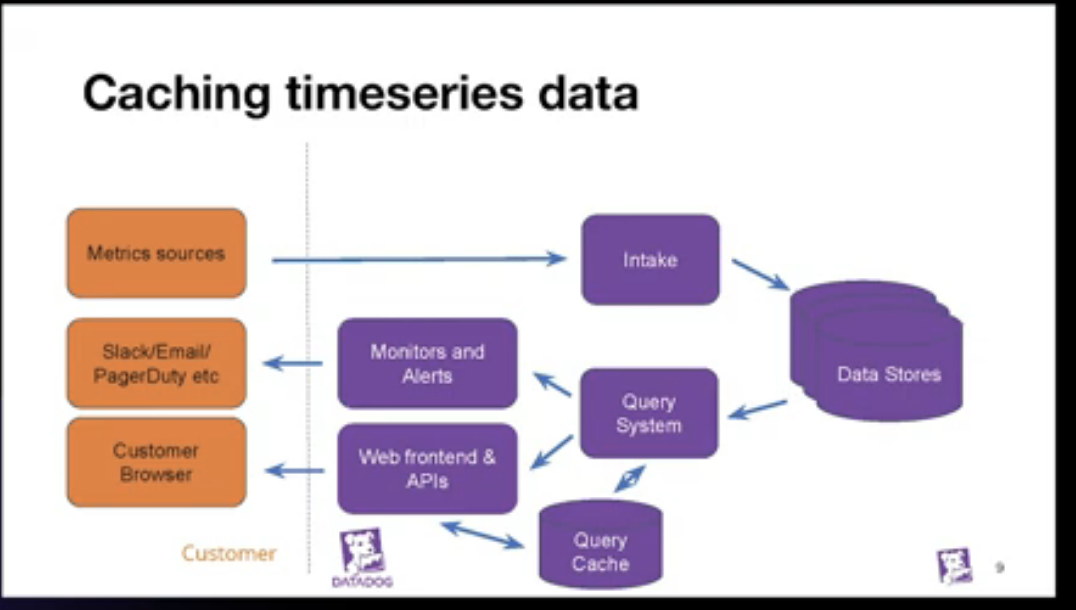 Caching timeseries data
Metrics sources
Intake
Slack/Email/
PagerDuty etc
Monitors and
Alerts
Data Stores
Query
System
Customer
Browser
Web frontend &
APIs
Query
Cache
Customer
DATADOG
9